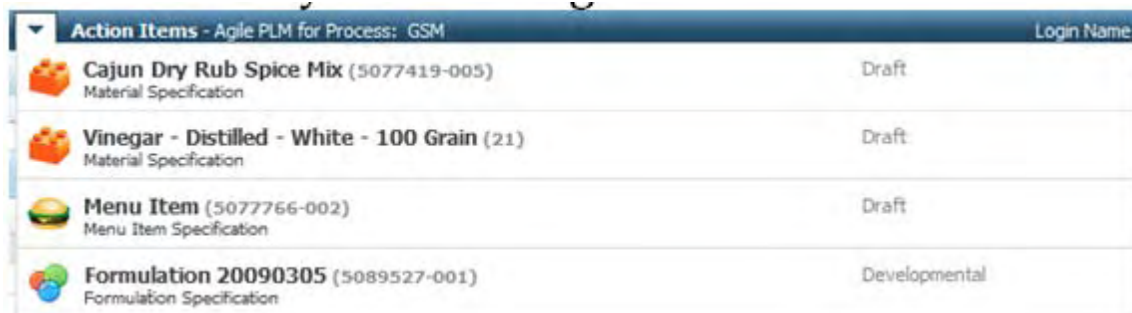 Action Items - Agile PLM for Process: GSM Login Name
Cajun Dry Rub Spice Mix (5077419-005) Draft
Material Specification
Vinegar - Distilled - White - 100 Grain (21) Draft
Material Specification
Menu Item (5077766-002) Draft
Menu Item Specification
Formulation 20090305 (5089527-001) Developmental
Formulation Specification